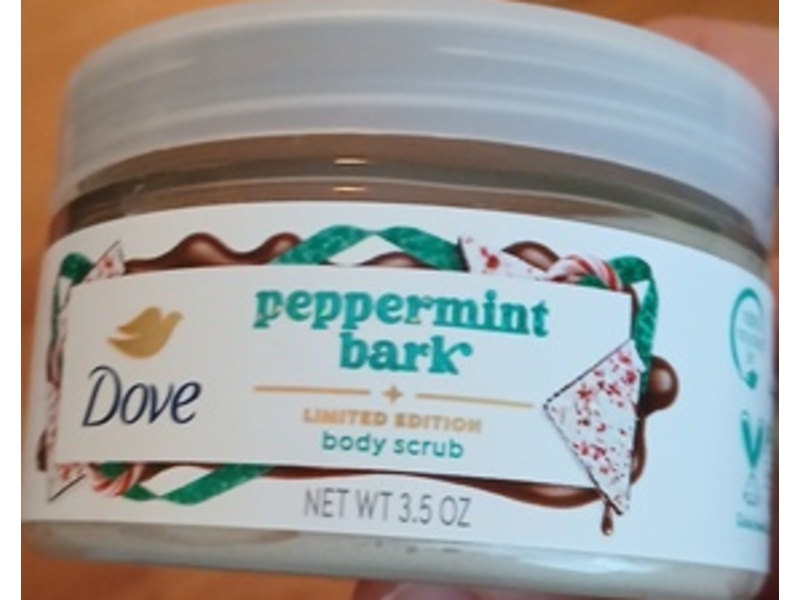 peppermint
bark
Dove
LIMITED EDITION
body scrub
NET WT 3.5 OZ